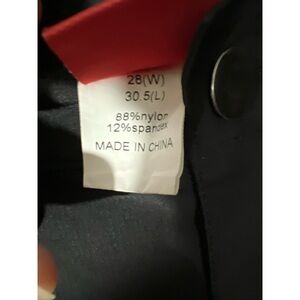 28(W)
30.5(L)
88%nylon
12%spandex
MADE IN CHINA